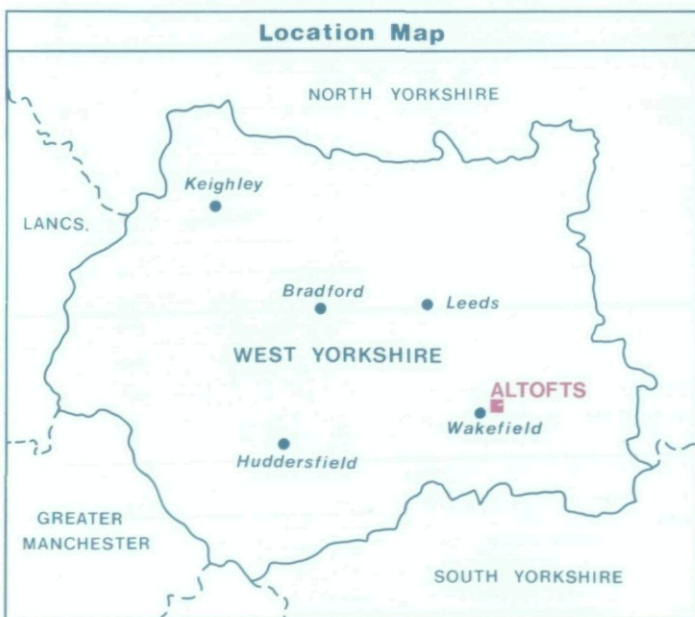 Location Map
NORTH YORKSHIRE
Keighley
LANCS.
Bradford
Leeds
WEST YORKSHIRE
ALTOFTS
Wakefield
Huddersfield
GREATER
MANCHESTER
SOUTH YORKSHIRE